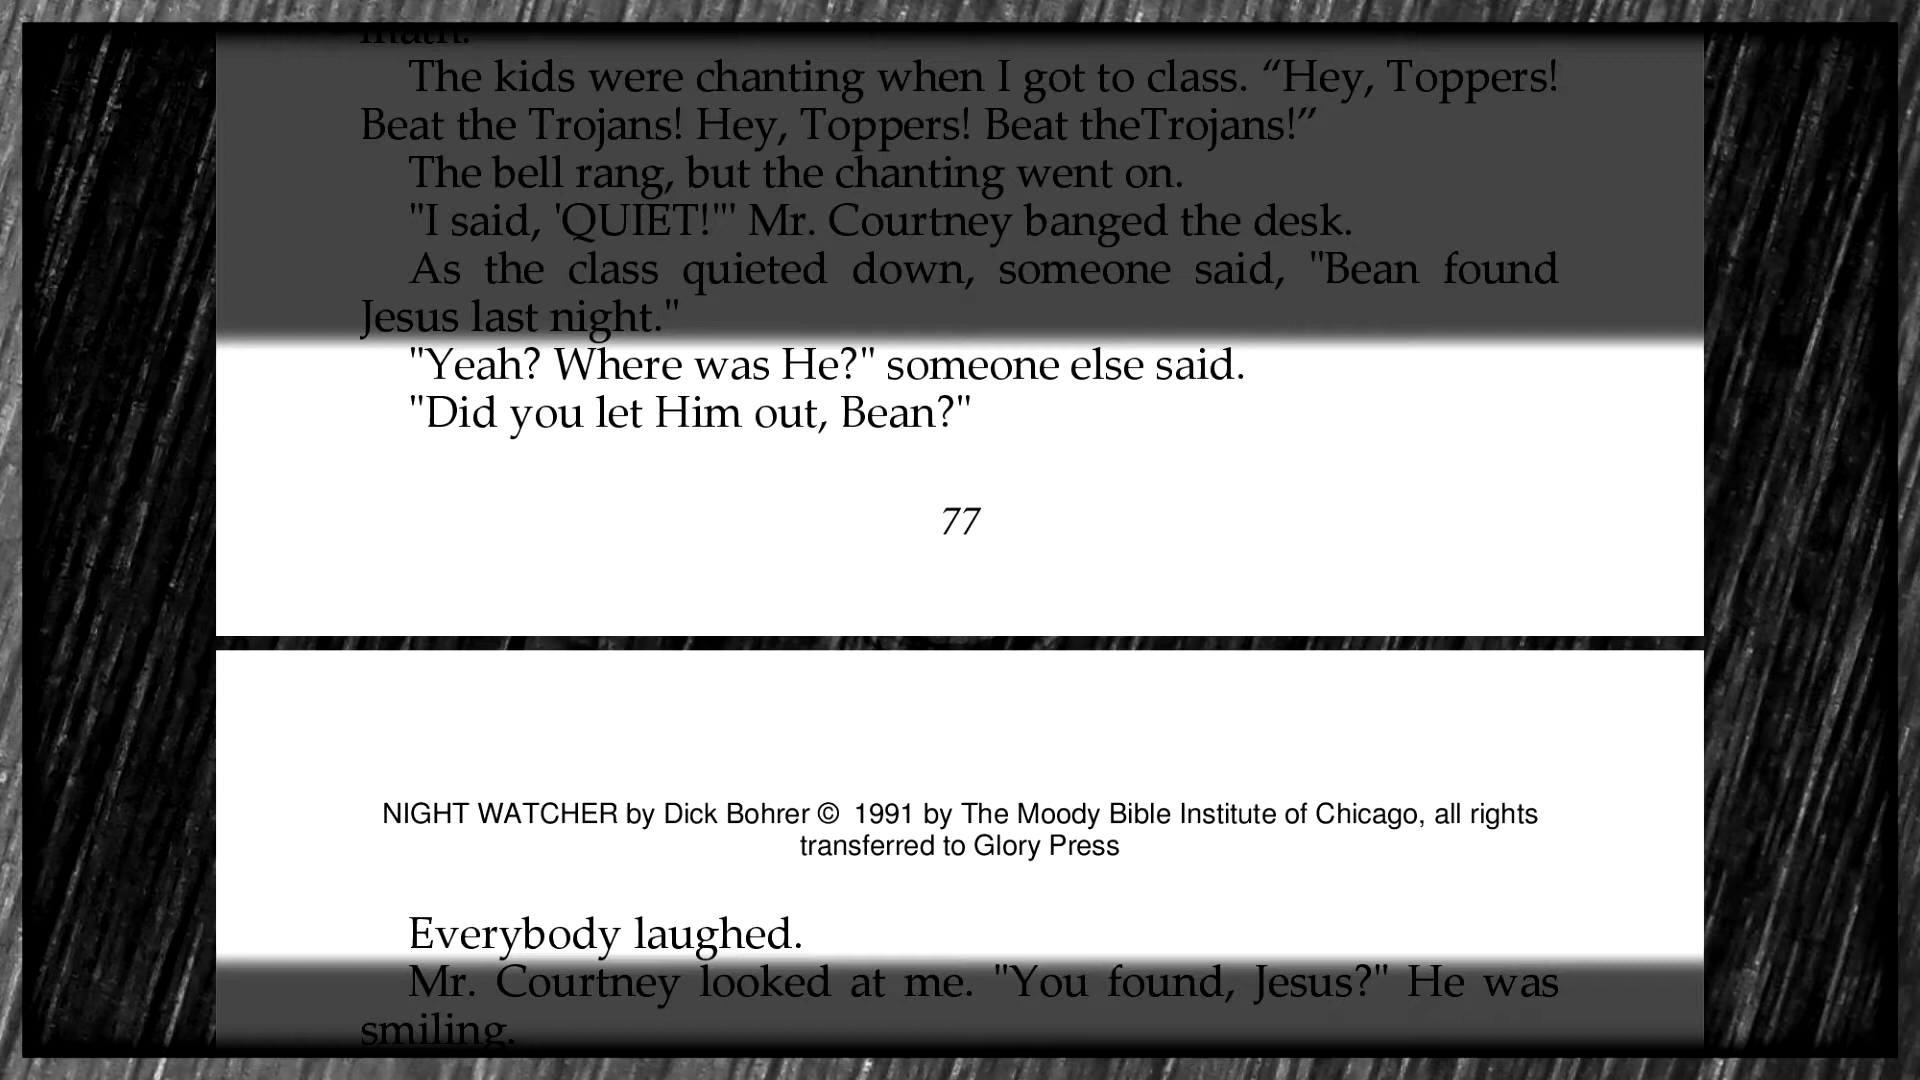 math.
The kids were chanting when I got to class. “Hey, Toppers!
Beat the Trojans! Hey, Toppers! Beat theTrojans!”
The bell rang, but the chanting went on.
"I said, 'QUIET!'" Mr. Courtney banged the desk.
As the class quieted down, someone said, "Bean found
Jesus last night."
"Yeah? Where was He?" someone else said.
"Did you let Him out, Bean?"
77
NIGHT WATCHER by Dick Bohrer © 1991 by The Moody Bible Institute of Chicago, all rights
transferred to Glory Press
Everybody laughed.
Mr. Courtney looked at me. "You found, Jesus?" He was
smiling.